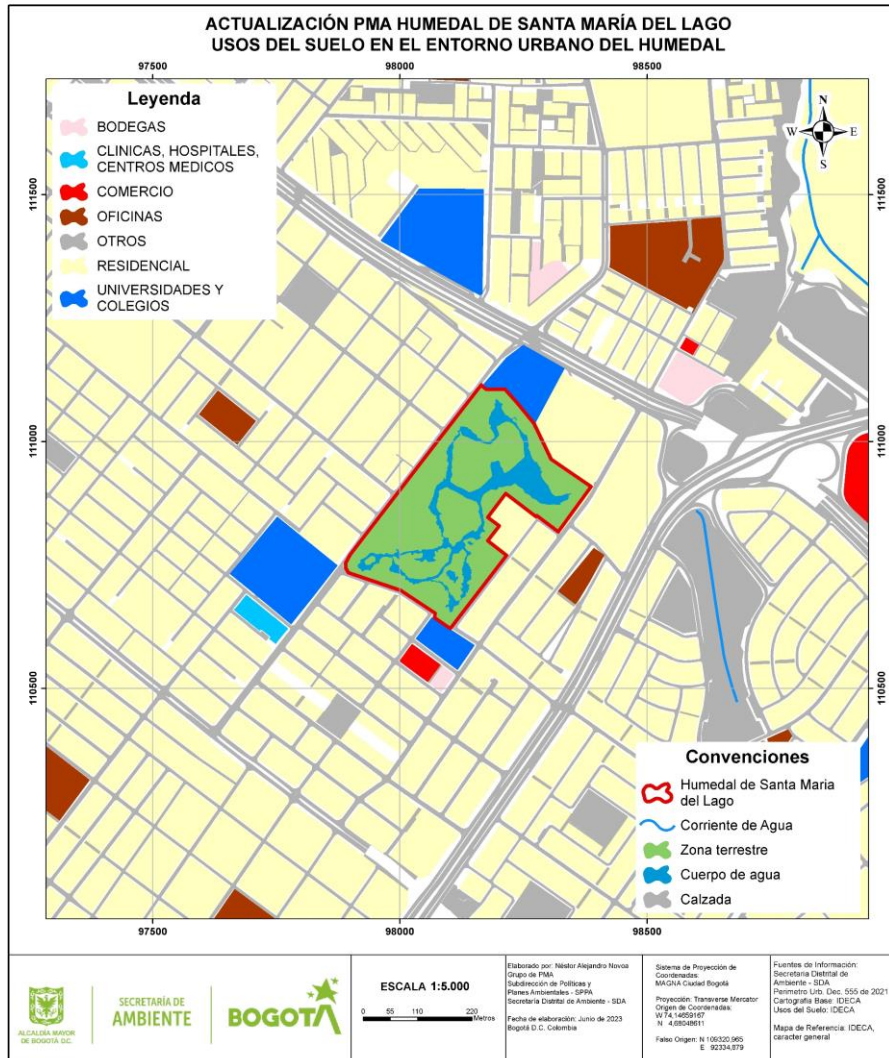 ACTUALIZACIÓN PMA HUMEDAL DE SANTA MARÍA DEL LAGO
USOS DEL SUELO EN EL ENTORNO URBANO DEL HUMEDAL
97500
98000
98500
Leyenda
BODEGAS
CLINICAS, HOSPITALES,
CENTROS MEDICOS
COMERCIO
OFICINAS
OTROS
RESIDENCIAL
UNIVERSIDADES Y
COLEGIOS
N
W
E
S
111500
111500
111000
111000
110500
110500
Convenciones
Humedal de Santa Maria
del Lago
Corriente de Agua
Zona terrestre
Cuerpo de agua
Calzada
97500
98000
98500
ALCALDÍA MAYOR
DE BOGOTÁ D.C.
SECRETARÍA DE
AMBIENTE
BOGOTÁ
ESCALA 1:5.000
0
55
110
220
Metros
Elaborado por: Néstor Alejandro Novoa
Grupo de PMA
Subdirección de Políticas y
Planes Ambientales - SPPA
Secretaría Distrital de Ambiente - SDA
Fecha de elaboración: Junio de 2023
Bogotá D.C. Colombia
Sistema de Proyección de
Coordenadas:
MAGNA Ciudad Bogotá
Proyección: Transverse Mercator
Origen de Coordenadas:
W 74,14659167
N 4,68048611
Falso Origen: N 109320,965
E 92334,879
Fuentes de Información:
Secretaria Distrital de
Ambiente - SDA
Perimetro Urb. Dec. 555 de 2021
Cartografia Base: IDECA
Usos del Suelo: IDECA
Mapa de Referencia: IDECA,
caracter general